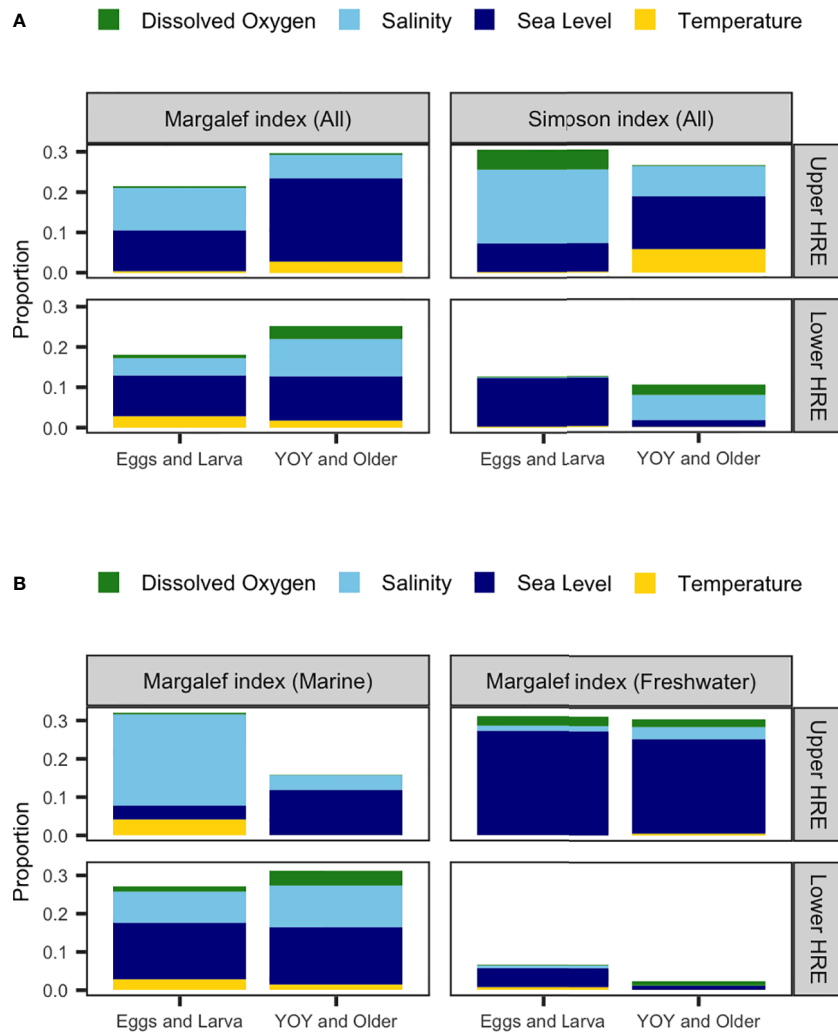 A
Dissolved Oxygen Salinity Sea Level Temperature
Margalef index (All) Simpson index (All)
Proportion
0.3
0.2
0.1
0.0
Upper HRE
0.3
0.2
0.1
0.0
Lower HRE
Eggs and Larva YOY and Older Eggs and Larva YOY and Older
B
Dissolved Oxygen Salinity Sea Level Temperature
Margalef index (Marine) Margalef index (Freshwater)
Proportion
0.3
0.2
0.1
0.0
Upper HRE
0.3
0.2
0.1
0.0
Lower HRE
Eggs and Larva YOY and Older Eggs and Larva YOY and Older